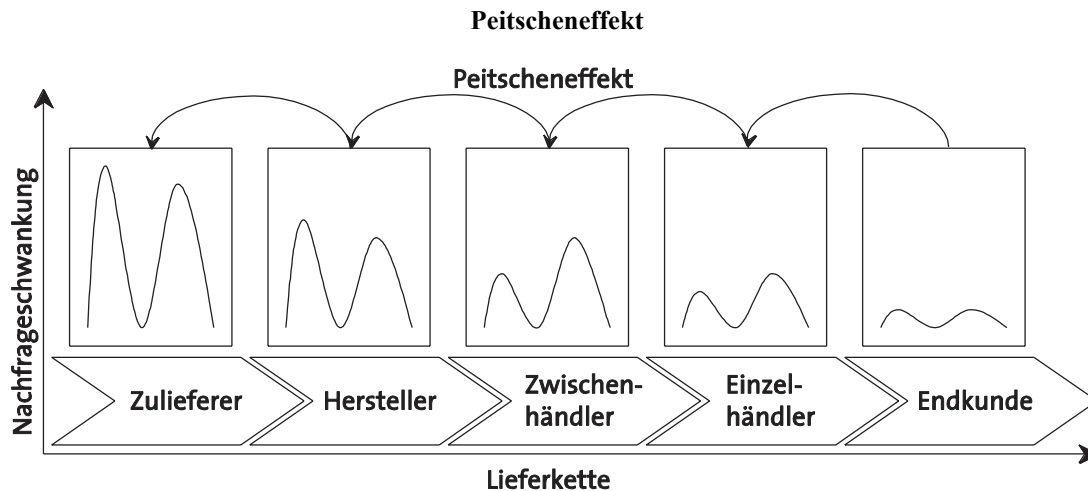 Peitscheneffekt
Peitscheneffekt
Nachfrageschwankung
Zulieferer
Hersteller
Zwischen-
händler
Einzel-
händler
Endkunde
Lieferkette